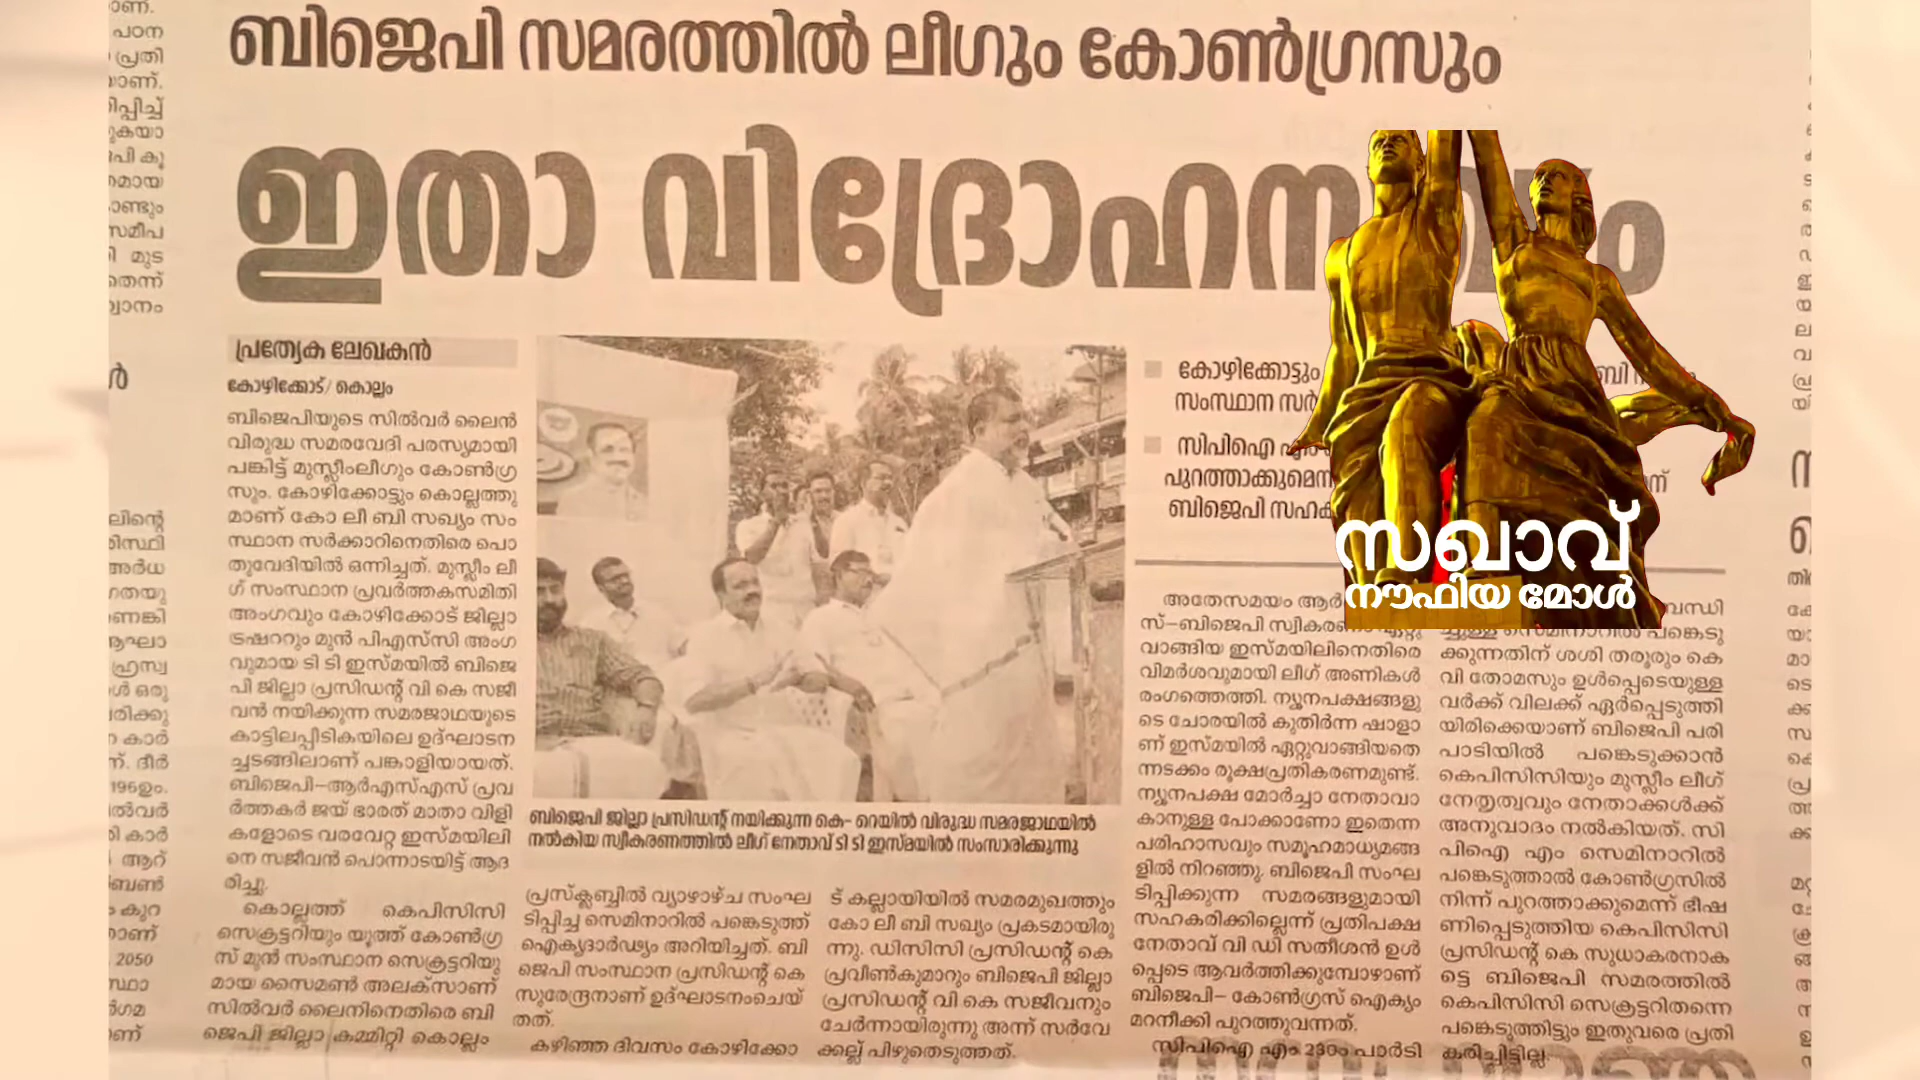 ബിജെപി സമരത്തിൽ ലീഗും കോൺഗ്രസും
ഇതാ
പ്രത്യേക ലേഖകൻ
കോഴിക്കോട്/ കൊല്ലം
ബിജെപിയുടെ സിൽവർ ലൈൻ
വിരുദ്ധ സമരവേദി പരസ്യമായി
പങ്കിട്ട് മുസ്ലീംലീഗും കോൺഗ്ര
സും. കോഴിക്കോട്ടും കൊല്ലത്തു
മാണ് കോ ലീ ബി സഖ്യം സം
സ്ഥാന സർക്കാറിനെതിരെ പൊ
തുവേദിയിൽ ഒന്നിച്ചത്. മുസ്ലീം ലീ
ഗ് സംസ്ഥാന പ്രവർത്തകസമിതി
അംഗവും കോഴിക്കോട് ജില്ലാ
ട്രഷററും മുൻ പിഎസ്‌സി അംഗ
വുമായ ടി ടി ഇസ്മയിൽ ബിജെ
പി ജില്ലാ പ്രസിഡന്റ് വി കെ സജീ
വൻ നയിക്കുന്ന സമരജാഥയുടെ
കാട്ടിലപ്പീടികയിലെ ഉദ്ഘാടന
ച്ചടങ്ങിലാണ് പങ്കാളിയായത്.
ബിജെപി–ആർഎസ്എസ് പ്രവ
ർത്തകർ ജയ് ഭാരത് മാതാ വിളി
കളോടെ വരവേറ്റ ഇസ്മയിലി
നെ സജീവൻ പൊന്നാടയിട്ട് ആദ
രിച്ചു.
കൊല്ലത്ത് കെപിസിസി
സെക്രട്ടറിയും യൂത്ത് കോൺഗ്ര
സ് മുൻ സംസ്ഥാന സെക്രട്ടറിയു
മായ സൈമൺ അലക്സാണ്
സിൽവർ ലൈനിനെതിരെ ബി
ജെപി ജില്ലാ കമ്മിറ്റി കൊല്ലം
ബിജെപി ജില്ലാ പ്രസിഡന്റ് നയിക്കുന്ന കെ- റെയിൽ വിരുദ്ധ സമരജാഥയിൽ
നൽകിയ സ്വീകരണത്തിൽ ലീഗ് നേതാവ് ടി ടി ഇസ്മയിൽ സംസാരിക്കുന്നു
പ്രസ്ക്ലബ്ബിൽ വ്യാഴാഴ്ച സംഘ
ടിപ്പിച്ച സെമിനാറിൽ പങ്കെടുത്ത്
ഐക്യദാർഢ്യം അറിയിച്ചത്. ബി
ജെപി സംസ്ഥാന പ്രസിഡന്റ് കെ
സുരേന്ദ്രനാണ് ഉദ്ഘാടനംചെയ്
തത്.
കഴിഞ്ഞ ദിവസം കോഴിക്കോ
ട് കല്ലായിയിൽ സമരമുഖത്തും
കോ ലീ ബി സഖ്യം പ്രകടമായിരു
ന്നു. ഡിസിസി പ്രസിഡന്റ് കെ
പ്രവീൺകുമാറും ബിജെപി ജില്ലാ
പ്രസിഡന്റ് വി കെ സജീവനും
ചേർന്നായിരുന്നു അന്ന് സർവേ
ക്കല്ല് പിഴുതെടുത്തത്.
കോഴിക്കോട്ടും
സംസ്ഥാന
സിപിഐ
ബിജെപി
അതേസമയം
സ്–ബിജെപി
വാങ്ങിയ ഇസ്മയിലിനെതിരെ
വിമർശവുമായി ലീഗ് അണികൾ
രംഗത്തെത്തി. ന്യൂനപക്ഷങ്ങളു
ടെ ചോരയിൽ കുതിർന്ന ഷാളാ
ണ് ഇസ്മയിൽ ഏറ്റുവാങ്ങിയതെ
ന്നടക്കം രൂക്ഷപ്രതികരണമുണ്ട്.
ന്യൂനപക്ഷ മോർച്ചാ നേതാവാ
കാനുള്ള പോക്കാണോ ഇതെന്ന
പരിഹാസവും സമൂഹമാധ്യമങ്ങ
ളിൽ നിറഞ്ഞു. ബിജെപി സംഘ
ടിപ്പിക്കുന്ന സമരങ്ങളുമായി
സഹകരിക്കില്ലെന്ന് പ്രതിപക്ഷ
നേതാവ് വി ഡി സതീശൻ ഉൾ
പ്പെടെ ആവർത്തിക്കുമ്പോഴാണ്
ബിജെപി– കോൺഗ്രസ് ഐക്യം
മറനീക്കി പുറത്തുവന്നത്.
സിപിഐ എം 23ാം പാർടി
ക്കുന്നതിന് ശശി തരൂരും കെ
വി തോമസും ഉൾപ്പെടെയുള്ള
വർക്ക് വിലക്ക് ഏർപ്പെടുത്തി
യിരിക്കെയാണ് ബിജെപി പരി
പാടിയിൽ പങ്കെടുക്കാൻ
കെപിസിസിയും മുസ്ലീം ലീഗ്
നേതൃത്വവും നേതാക്കൾക്ക്
അനുവാദം നൽകിയത്. സി
പിഐ എം സെമിനാറിൽ
പങ്കെടുത്താൽ കോൺഗ്രസിൽ
നിന്ന് പുറത്താക്കുമെന്ന് ഭീഷ
ണിപ്പെടുത്തിയ കെപിസിസി
പ്രസിഡന്റ് കെ സുധാകരനാക
ട്ടെ ബിജെപി സമരത്തിൽ
കെപിസിസി സെക്രട്ടറിതന്നെ
പങ്കെടുത്തിട്ടും ഇതുവരെ പ്രതി
കരിച്ചിട്ടില്ല.
സഖാവ്
നൗഫിയ മോൾ